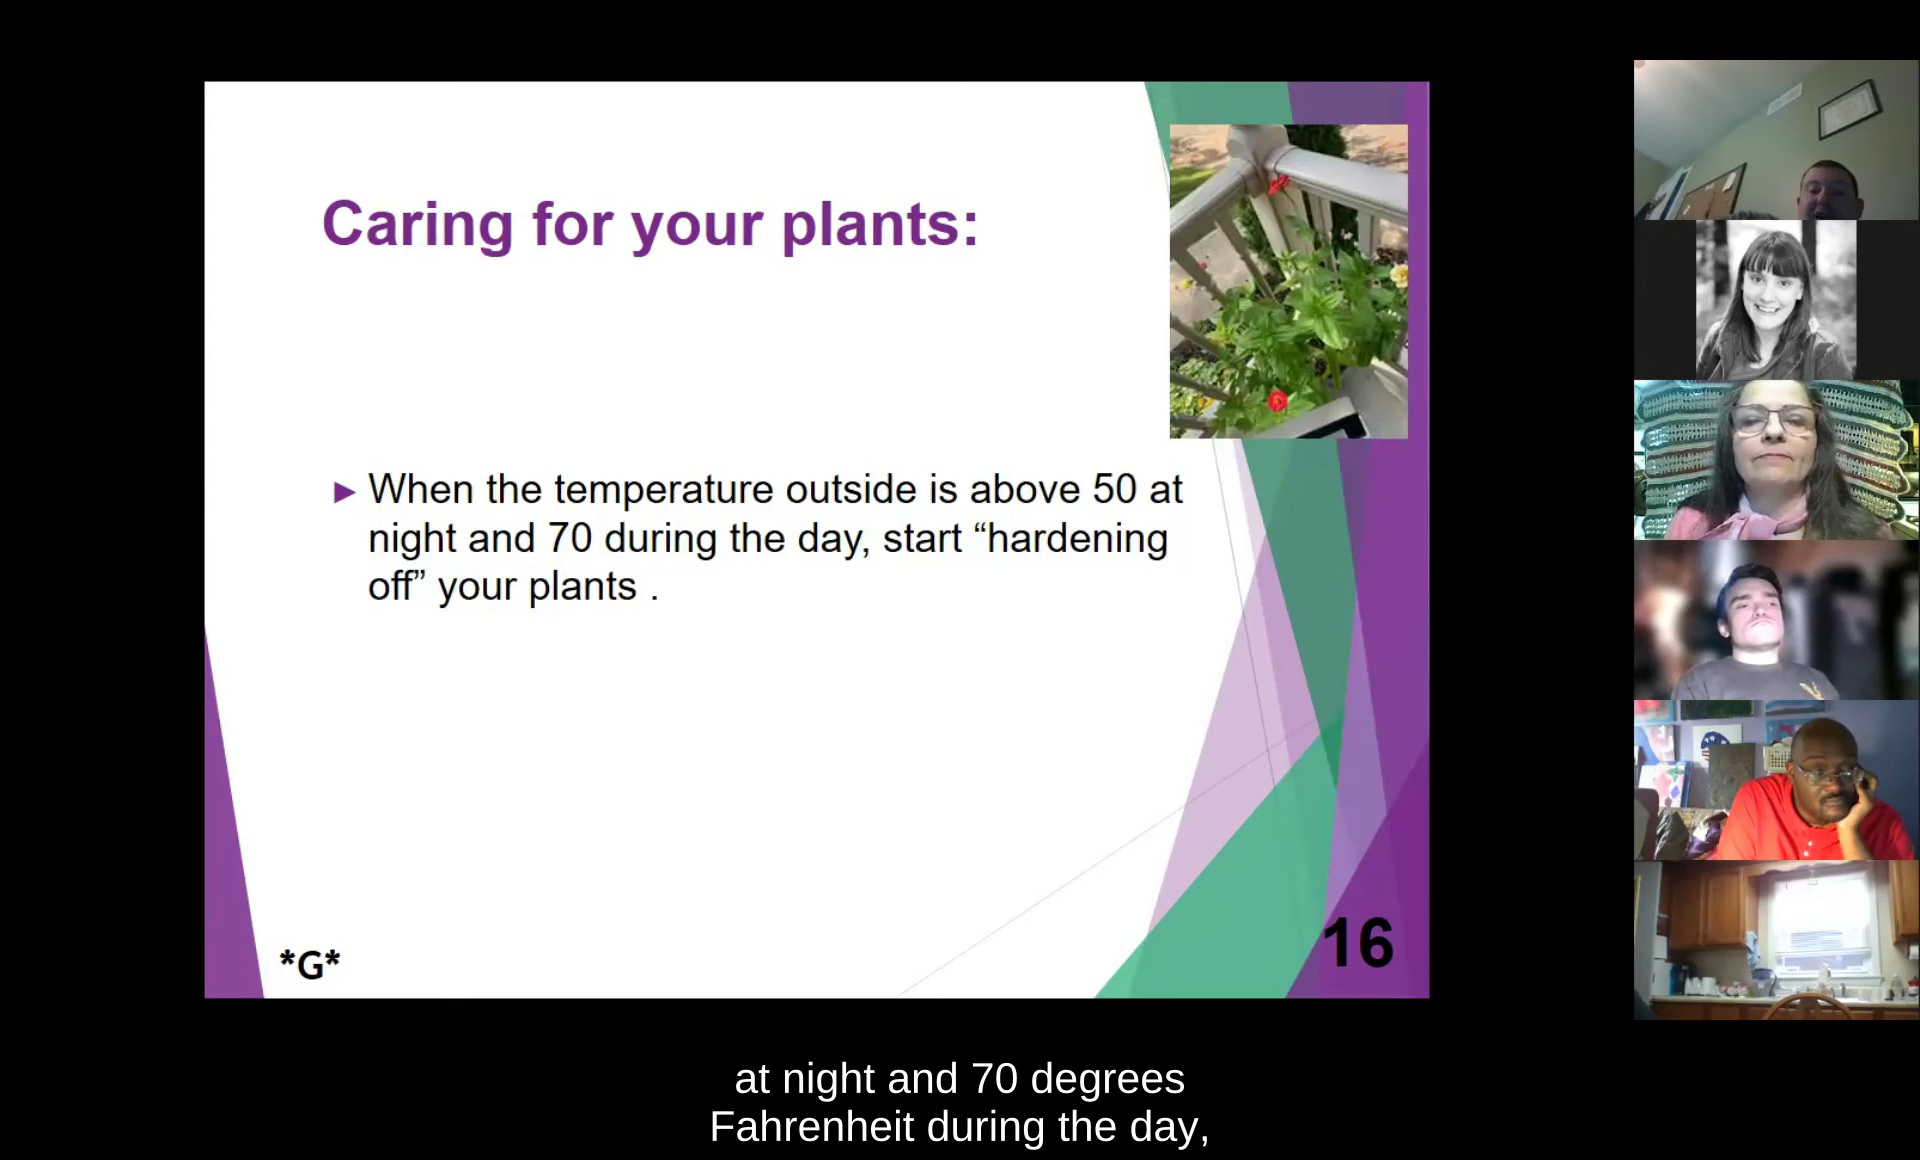 Caring for your plants:
► When the temperature outside is above 50 at
night and 70 during the day, start “hardening
off” your plants .
*G*
16
at night and 70 degrees
Fahrenheit during the day,